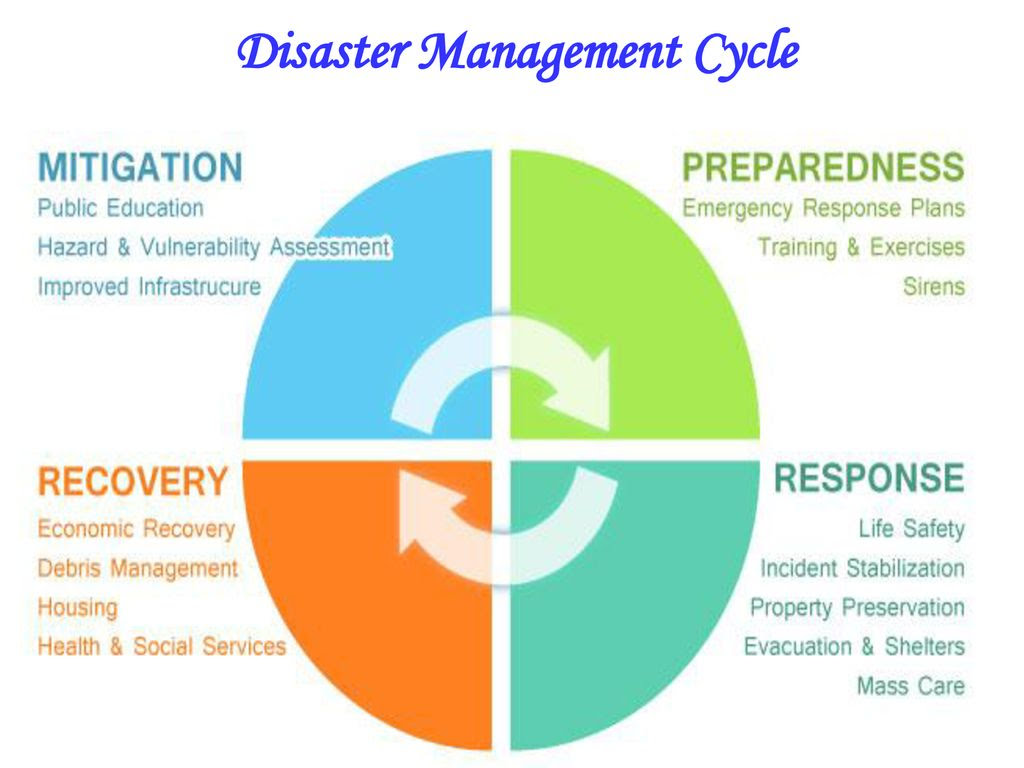 Disaster Management Cycle
MITIGATION
Public Education
Hazard & Vulnerability Assessment
Improved Infrastrucure
PREPAREDNESS
Emergency Response Plans
Training & Exercises
Sirens
RECOVERY
Economic Recovery
Debris Management
Housing
Health & Social Services
RESPONSE
Life Safety
Incident Stabilization
Property Preservation
Evacuation & Shelters
Mass Care